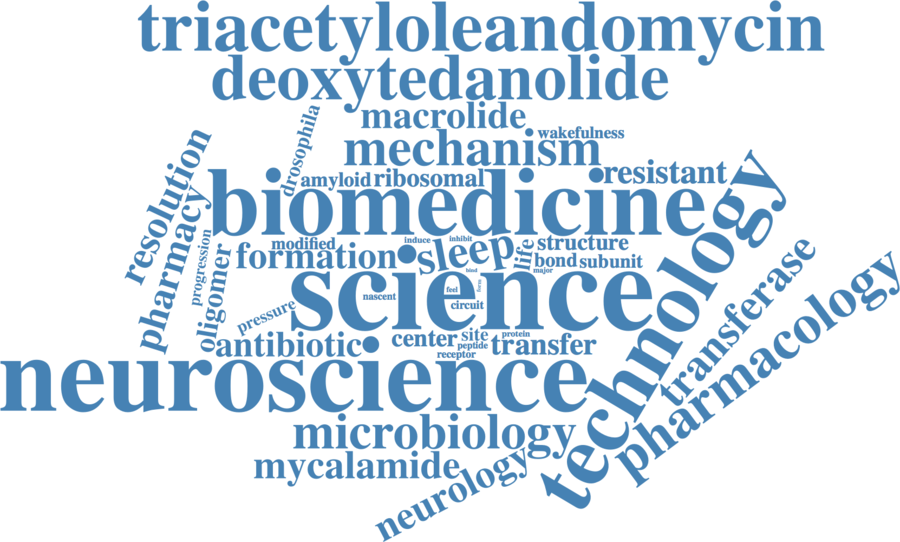 triacetyloleandomycin
deoxytedanolide
macrolide
wakefulness
drosophila
mechanism
resolution
amyloid
ribosomal
resistant
biomedicine
pharmacy
progression
oligomer
modified
induce
inhibit
formation
sleep
life
structure
bond
subunit
bind
major
science
technology
feel
form
nascent
circuit
pressure
transferase
pharmacology
antibiotic
center
site
protein
peptide
receptor
transfer
neuroscience
microbiology
mycalamide
neurology